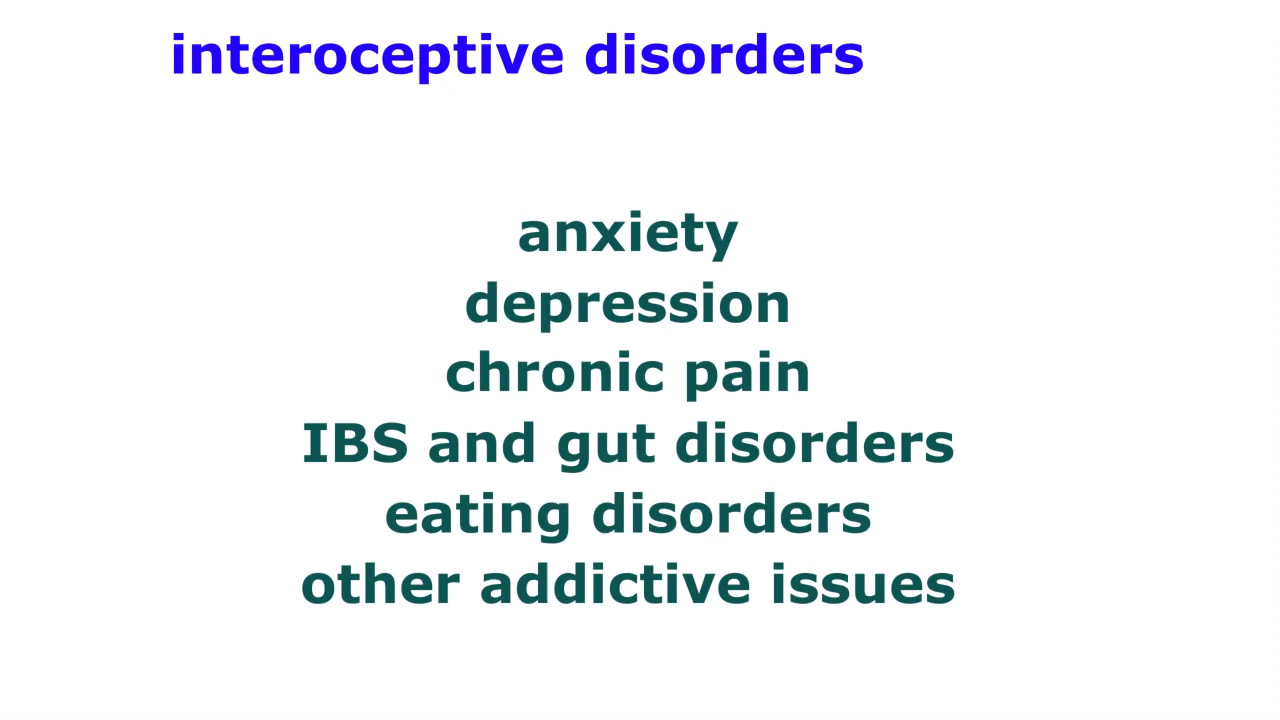 interoceptive disorders
anxiety
depression
chronic pain
IBS and gut disorders
eating disorders
other addictive issues